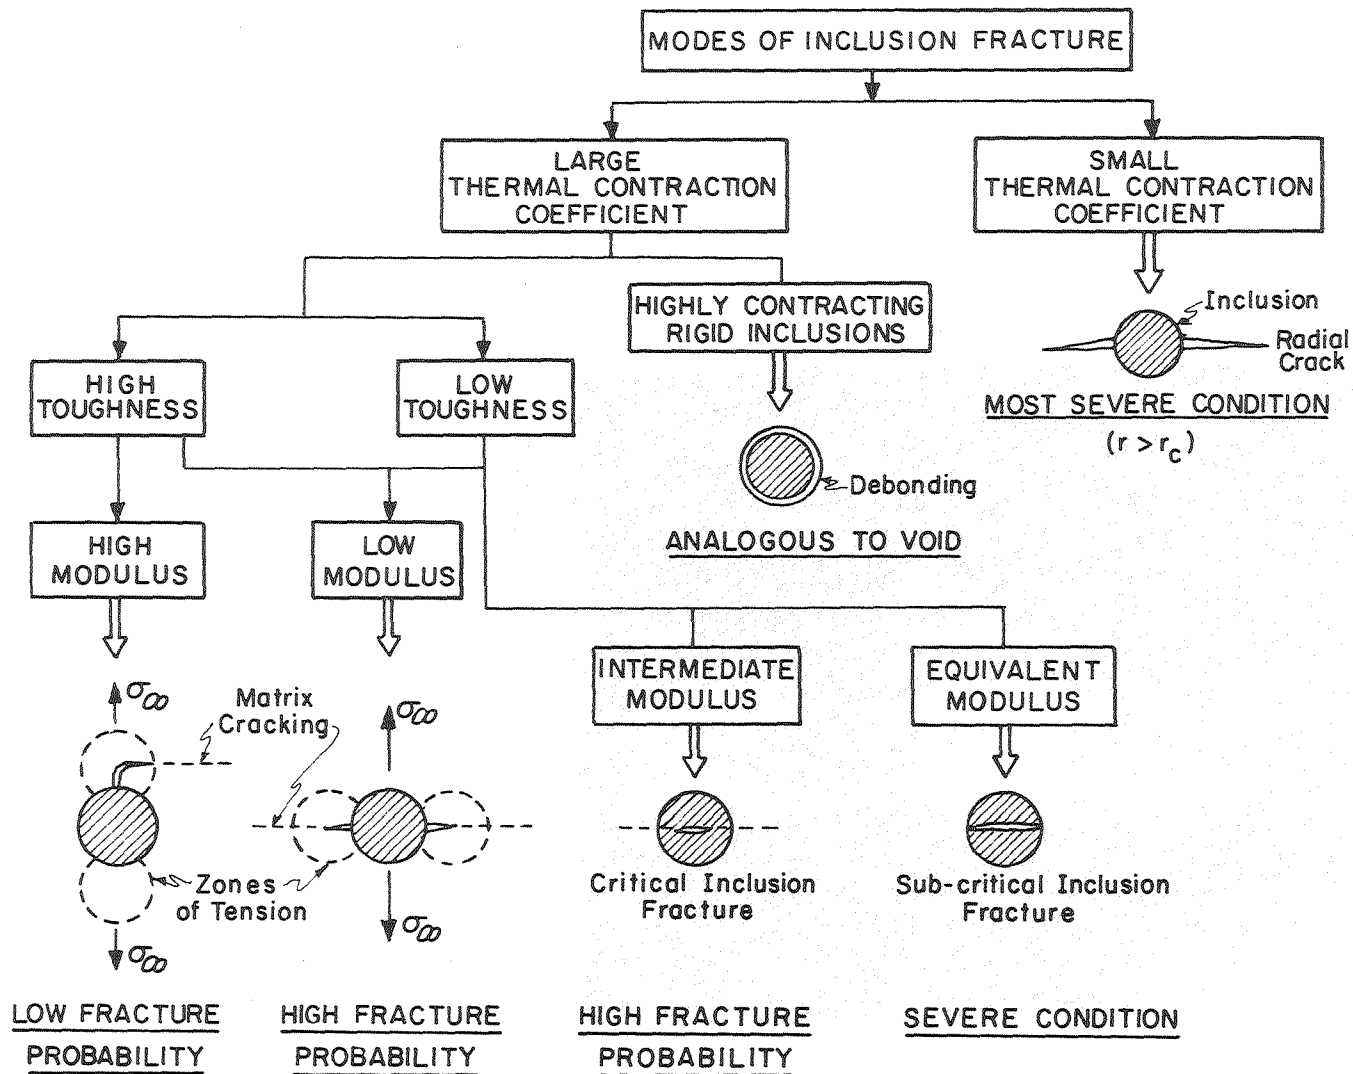 MODES OF INCLUSION FRACTURE
LARGE
THERMAL CONTRACTION
COEFFICIENT
SMALL
THERMAL CONTRACTION
COEFFICIENT
HIGHLY CONTRACTING
RIGID INCLUSIONS
Inclusion
Radial
Crack
MOST SEVERE CONDITION
(r > r_c)
HIGH
TOUGHNESS
LOW
TOUGHNESS
Debonding
ANALOGOUS TO VOID
HIGH
MODULUS
LOW
MODULUS
INTERMEDIATE
MODULUS
EQUIVALENT
MODULUS
σ∞
Matrix
Cracking
σ∞
Zones
of Tension
σ∞
σ∞
Critical Inclusion
Fracture
Sub-critical Inclusion
Fracture
LOW FRACTURE
PROBABILITY
HIGH FRACTURE
PROBABILITY
HIGH FRACTURE
PROBABILITY
SEVERE CONDITION